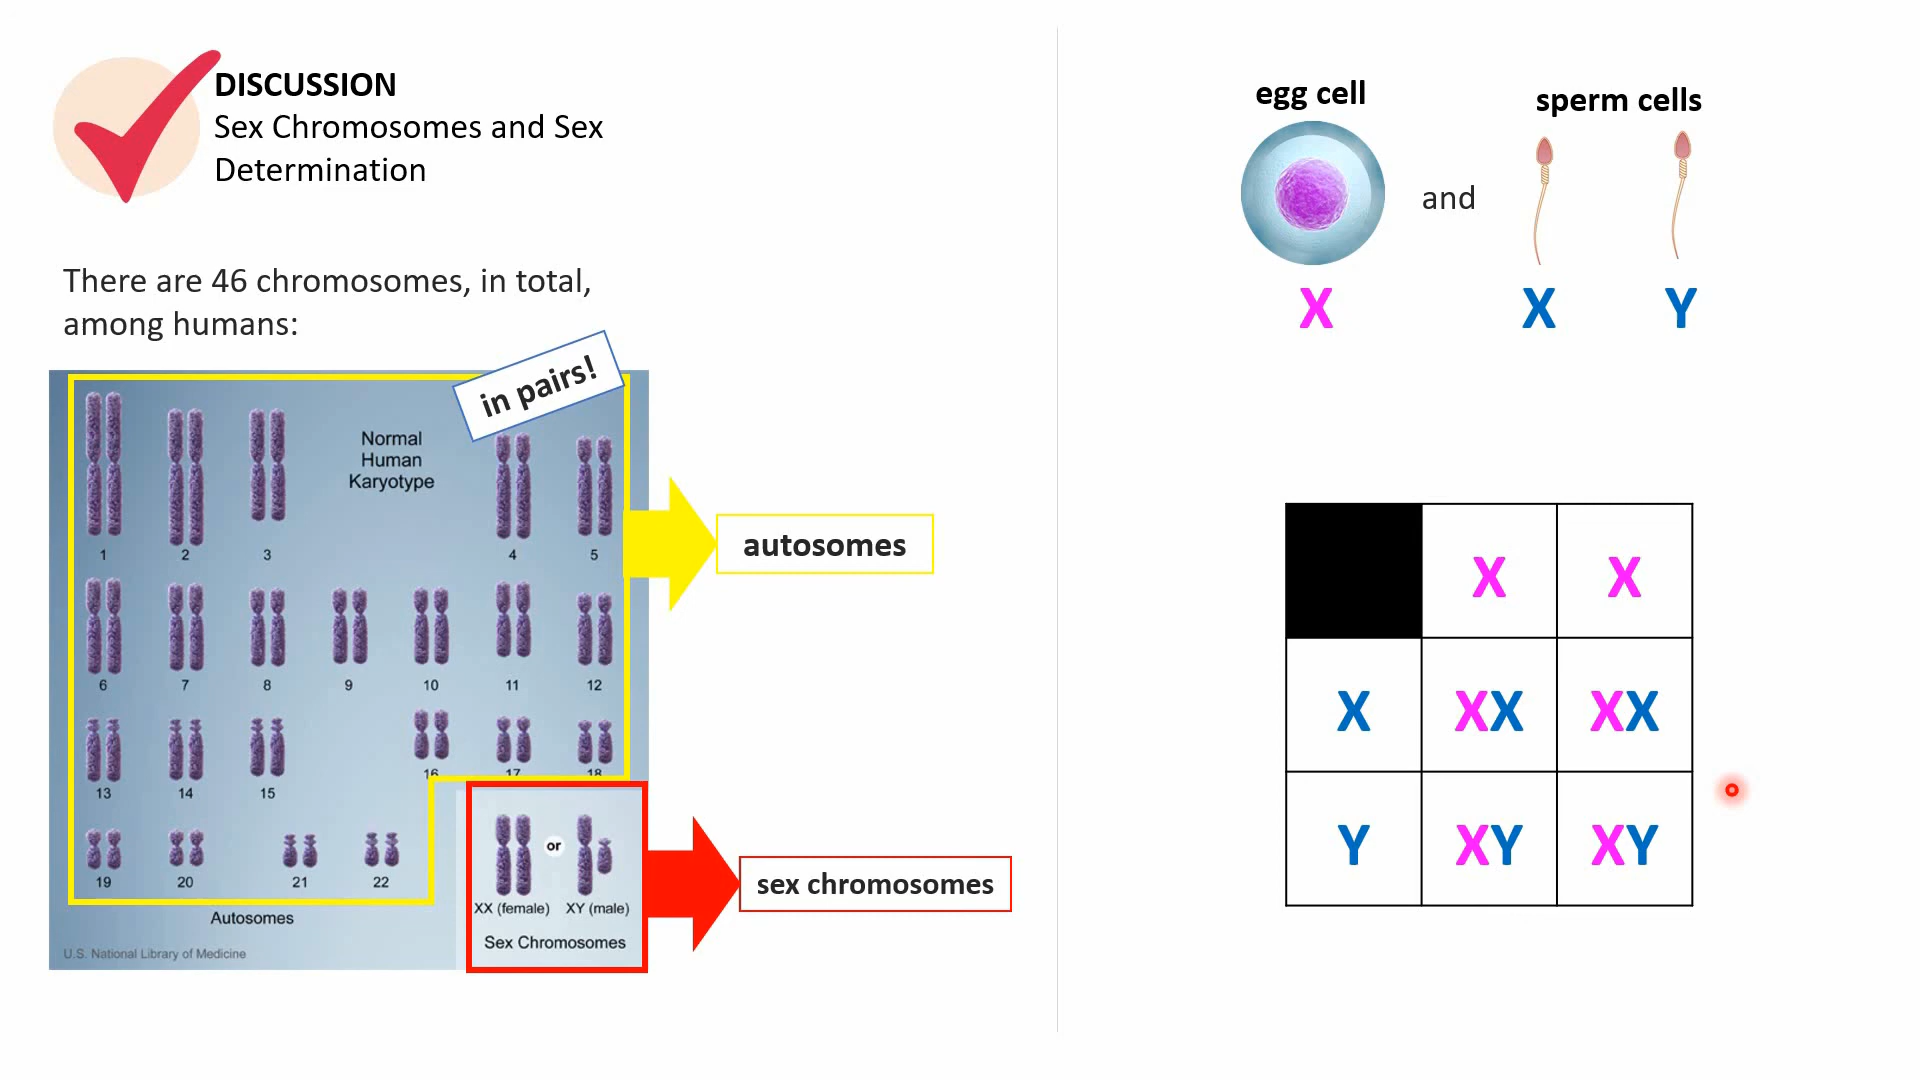 DISCUSSION
Sex Chromosomes and Sex
Determination
There are 46 chromosomes, in total,
among humans:
in pairs!
Normal
Human
Karyotype
1 2 3 4 5
6 7 8 9 10 11 12
13 14 15 16 17 18
19 20 21 22
Autosomes
U.S. National Library of Medicine
or
XX (female) XY (male)
Sex Chromosomes
autosomes
sex chromosomes
egg cell
sperm cells
and
X X Y
X X
X XX XX
Y XY XY